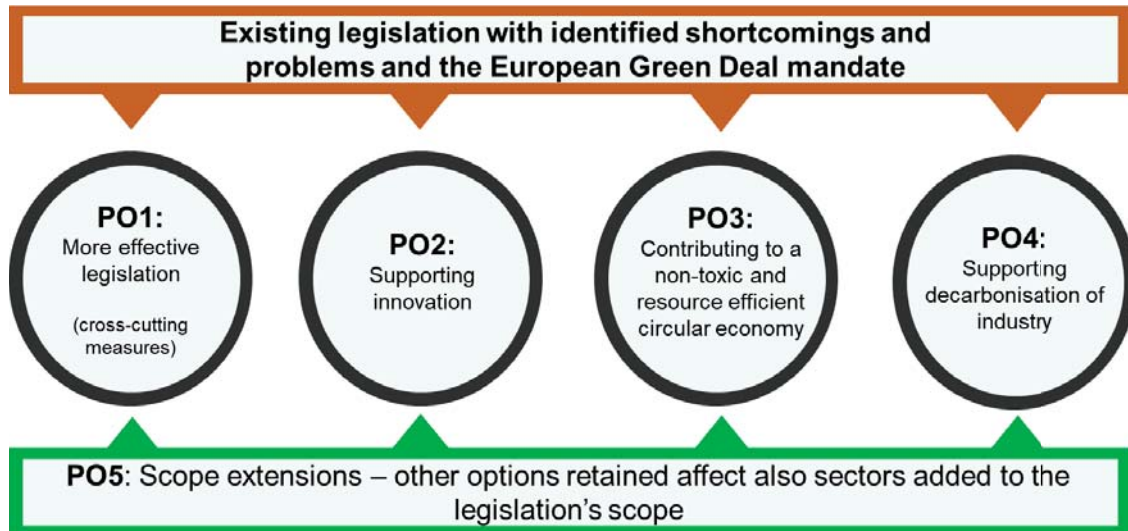 Existing legislation with identified shortcomings and
problems and the European Green Deal mandate
PO1:
More effective
legislation
(cross-cutting
measures)
PO2:
Supporting
innovation
PO3:
Contributing to a
non-toxic and
resource efficient
circular economy
PO4:
Supporting
decarbonisation of
industry
PO5: Scope extensions – other options retained affect also sectors added to the
legislation's scope